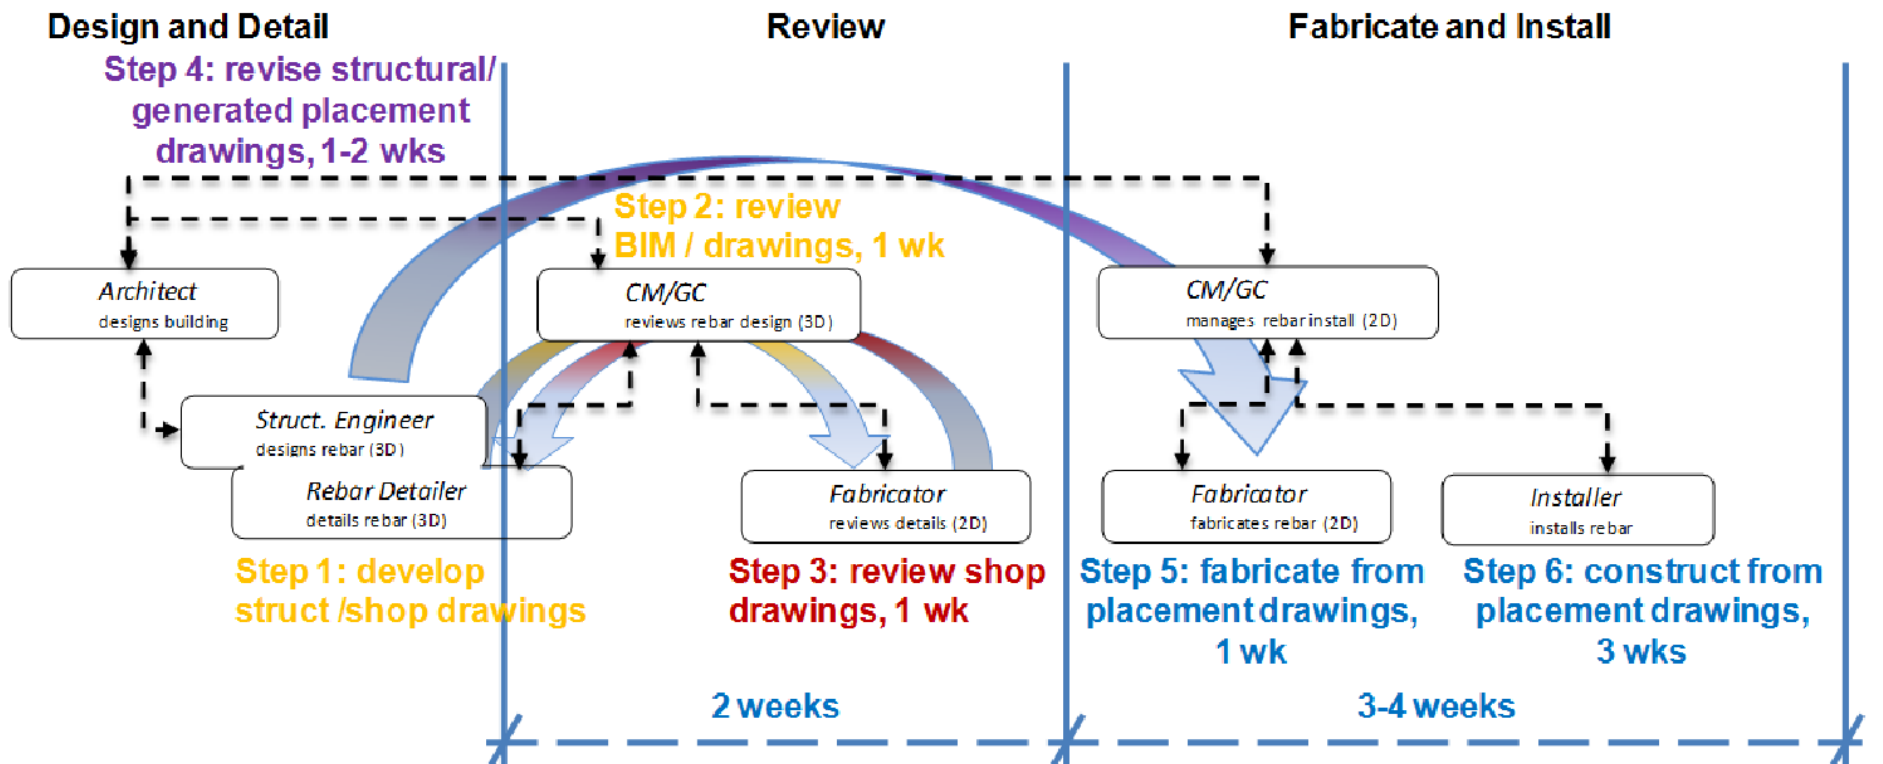 Design and Detail
Review
Fabricate and Install
Step 4: revise structural/
generated placement
drawings, 1-2 wks
Step 2: review
BIM / drawings, 1 wk
Architect
designs building
CM/GC
reviews rebar design (3D)
CM/GC
manages rebar install (2D)
Struct. Engineer
designs rebar (3D)
Rebar Detailer
details rebar (3D)
Fabricator
reviews details (2D)
Fabricator
fabricates rebar (2D)
Installer
installs rebar
Step 1: develop
struct /shop drawings
Step 3: review shop
drawings, 1 wk
Step 5: fabricate from
placement drawings,
1 wk
Step 6: construct from
placement drawings,
3 wks
2 weeks
3-4 weeks